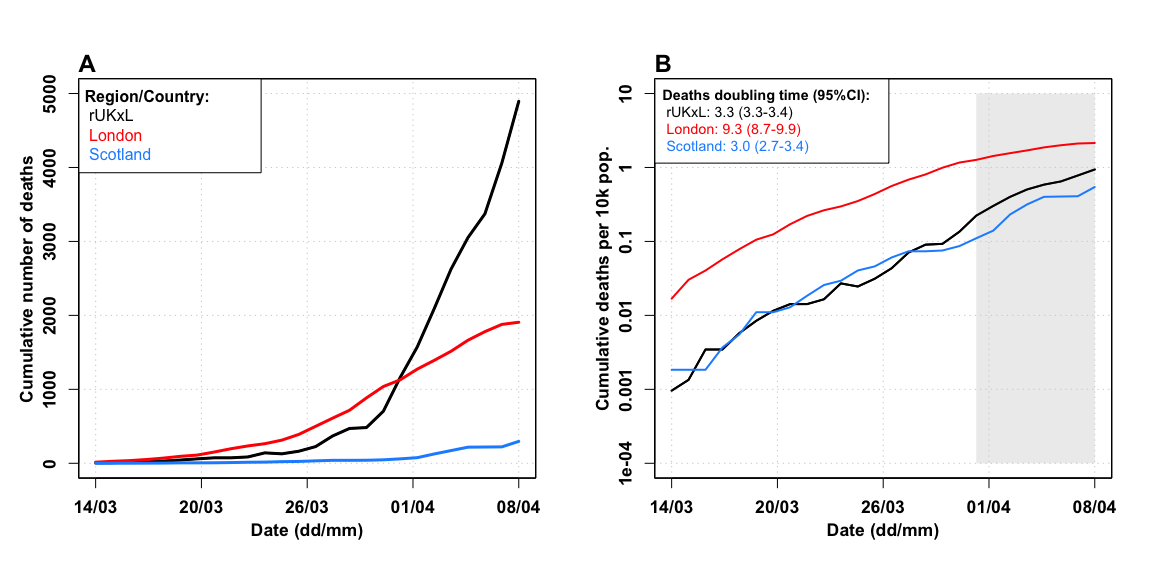 A
Region/Country:
rUKxL
London
Scotland
Cumulative number of deaths
5000
4000
3000
2000
1000
0
14/03 20/03 26/03 01/04 08/04
Date (dd/mm)
B
Deaths doubling time (95%CI):
rUKxL: 3.3 (3.3-3.4)
London: 9.3 (8.7-9.9)
Scotland: 3.0 (2.7-3.4)
Cumulative deaths per 10k pop.
10
1
0.1
0.01
0.001
1e-04
14/03 20/03 26/03 01/04 08/04
Date (dd/mm)